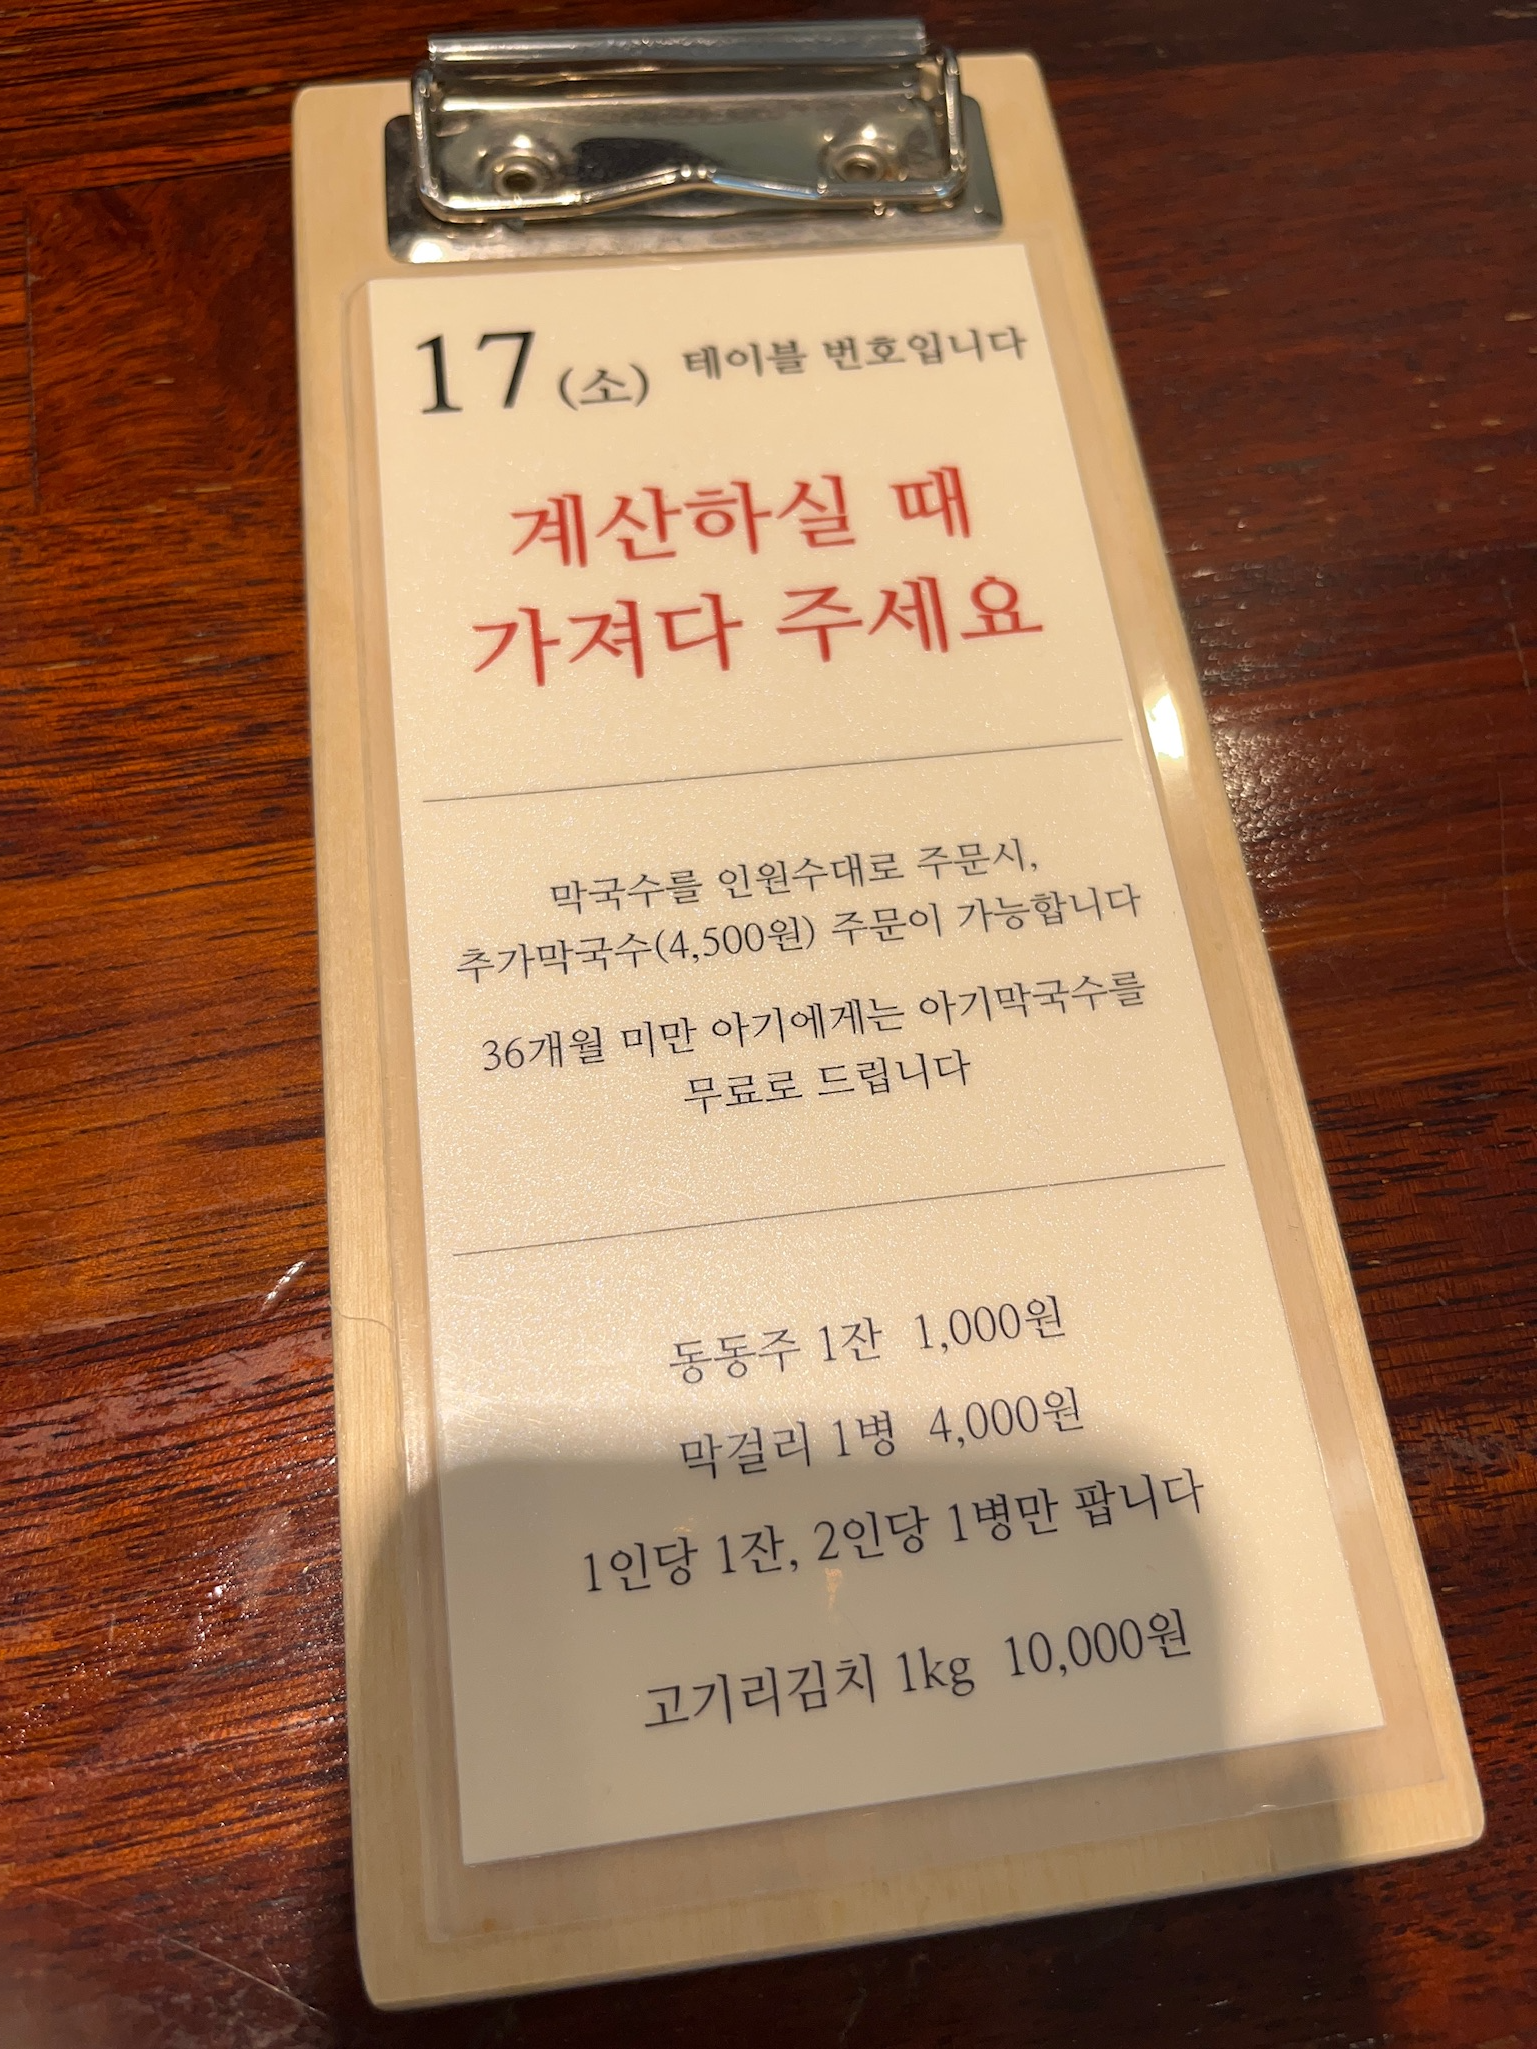 17 (소) 테이블 번호입니다
계산하실 때
가져다 주세요
막국수를 인원수대로 주문시,
추가막국수(4,500원) 주문이 가능합니다
36개월 미만 아기에게는 아기막국수를
무료로 드립니다
동동주 1잔 1,000원
막걸리 1병 4,000원
1인당 1잔, 2인당 1병만 팝니다
고기리김치 1kg 10,000원